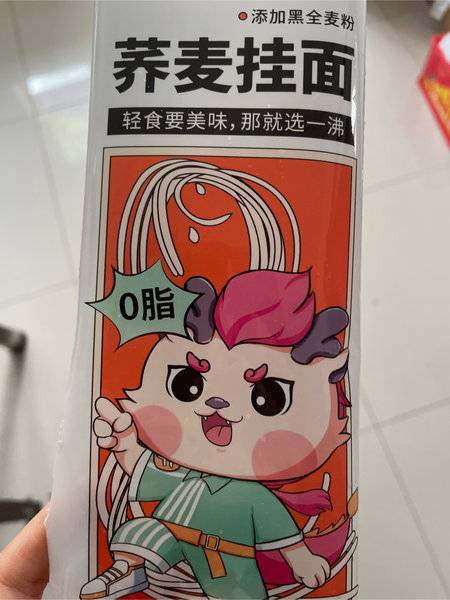 添加黑全麦粉
荞麦挂面
轻食要美味，那就选一沸
0脂